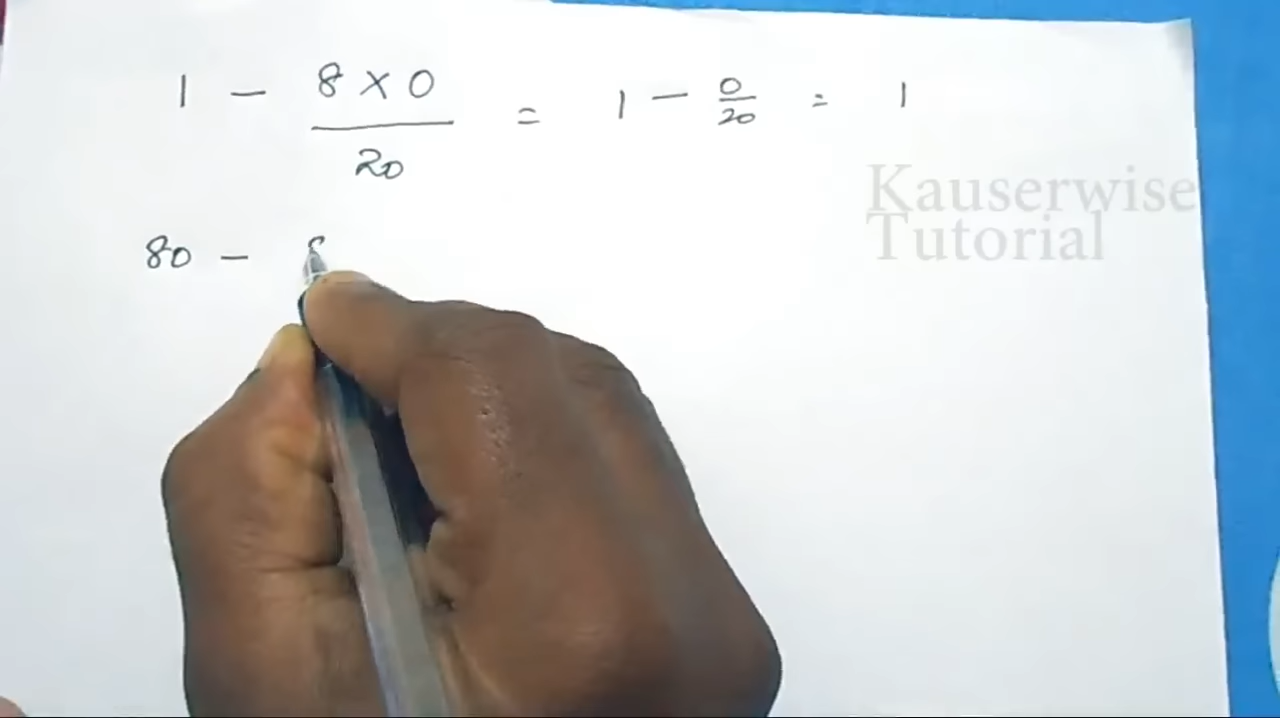 1 - 8 × 0 / 20 = 1 - 0/20 = 1
Kauserwise
Tutorial
80 -